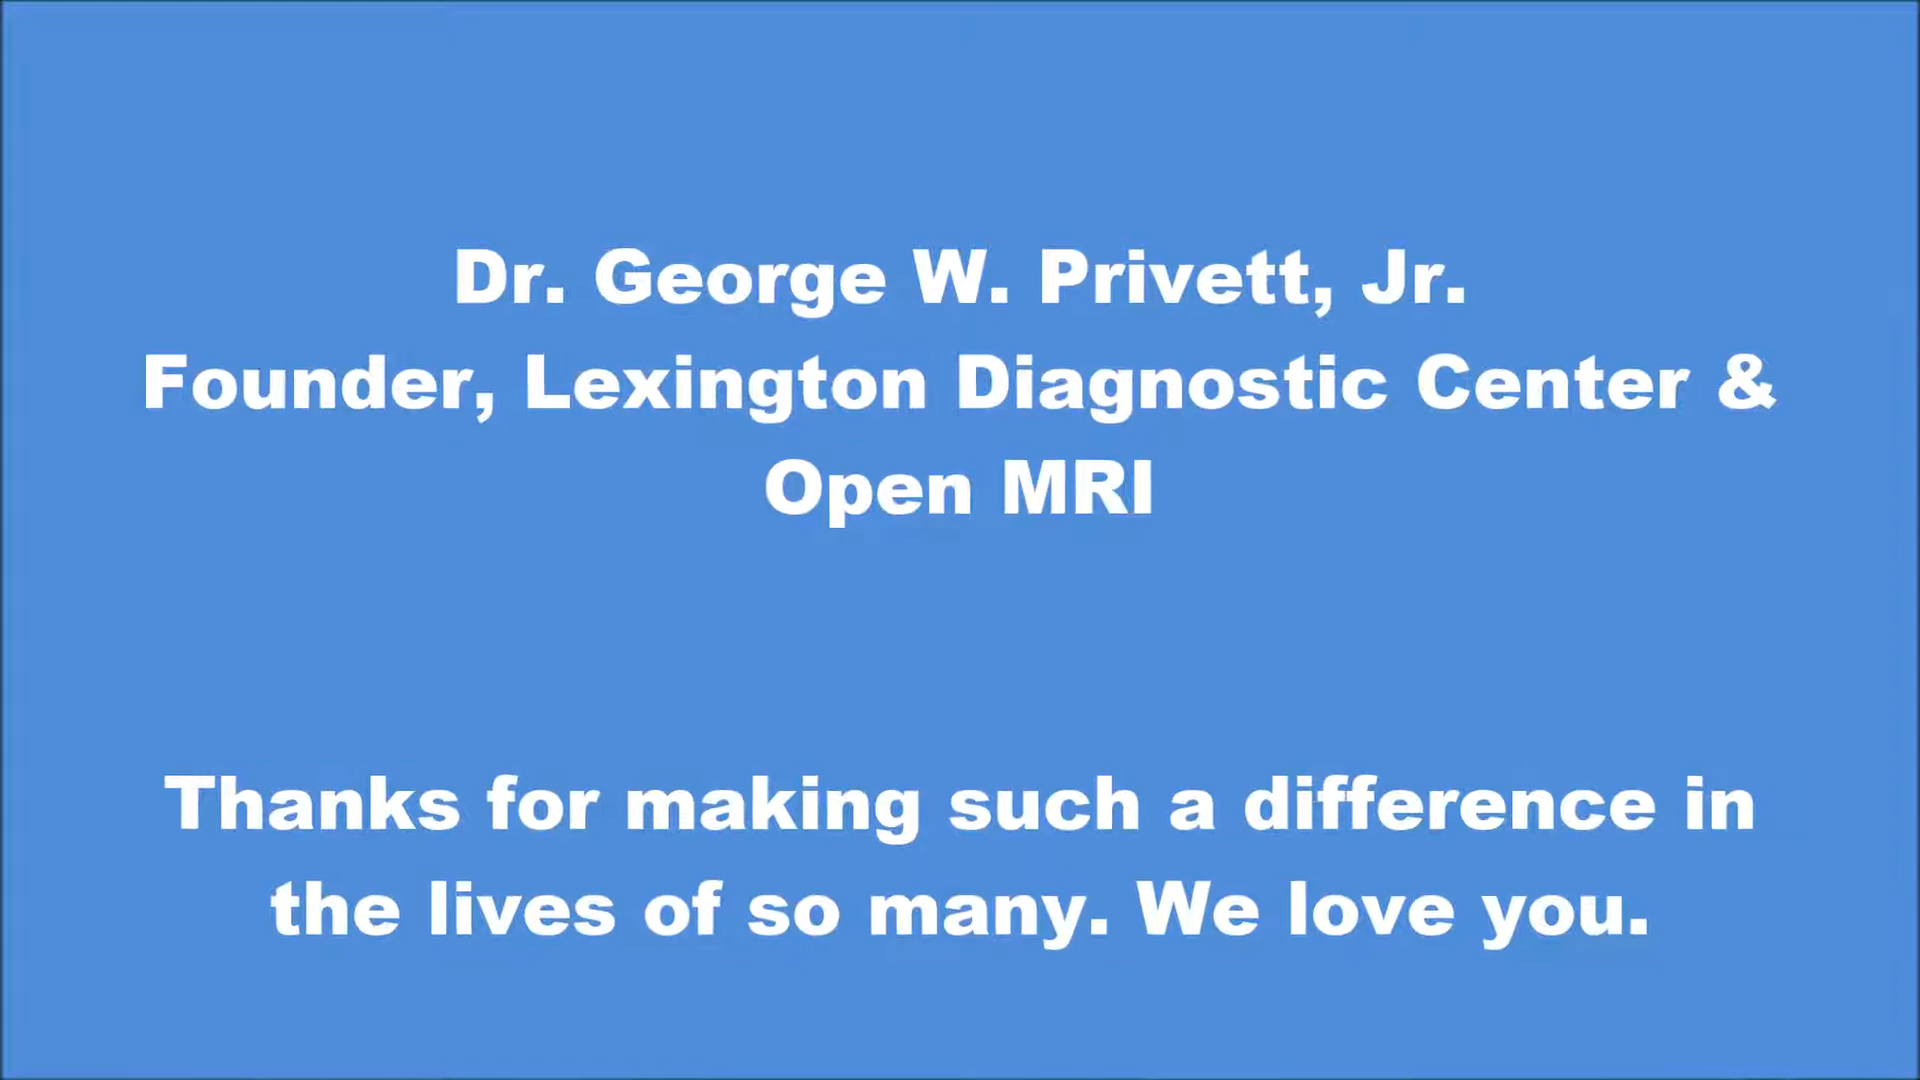 Dr. George W. Privett, Jr.
Founder, Lexington Diagnostic Center &
Open MRI
Thanks for making such a difference in
the lives of so many. We love you.